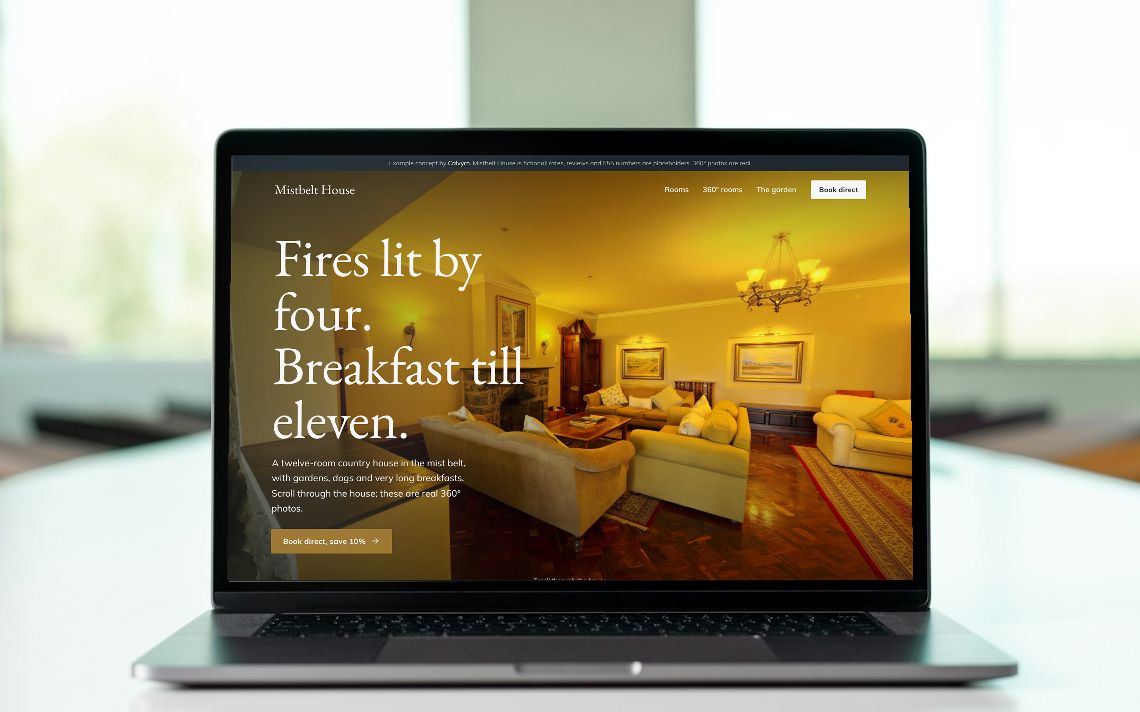 Example concept by Calvyn. Mistbelt House is fictional; rates, reviews and numbers are placeholders. 360° photos are real
Mistbelt House
Rooms
360° rooms
The garden
Book direct
Fires lit by
four.
Breakfast till
eleven.
A twelve-room country house in the mist belt,
with gardens, dogs and very long breakfasts.
Scroll through the house; these are real 360°
photos.
Book direct, save 10% →